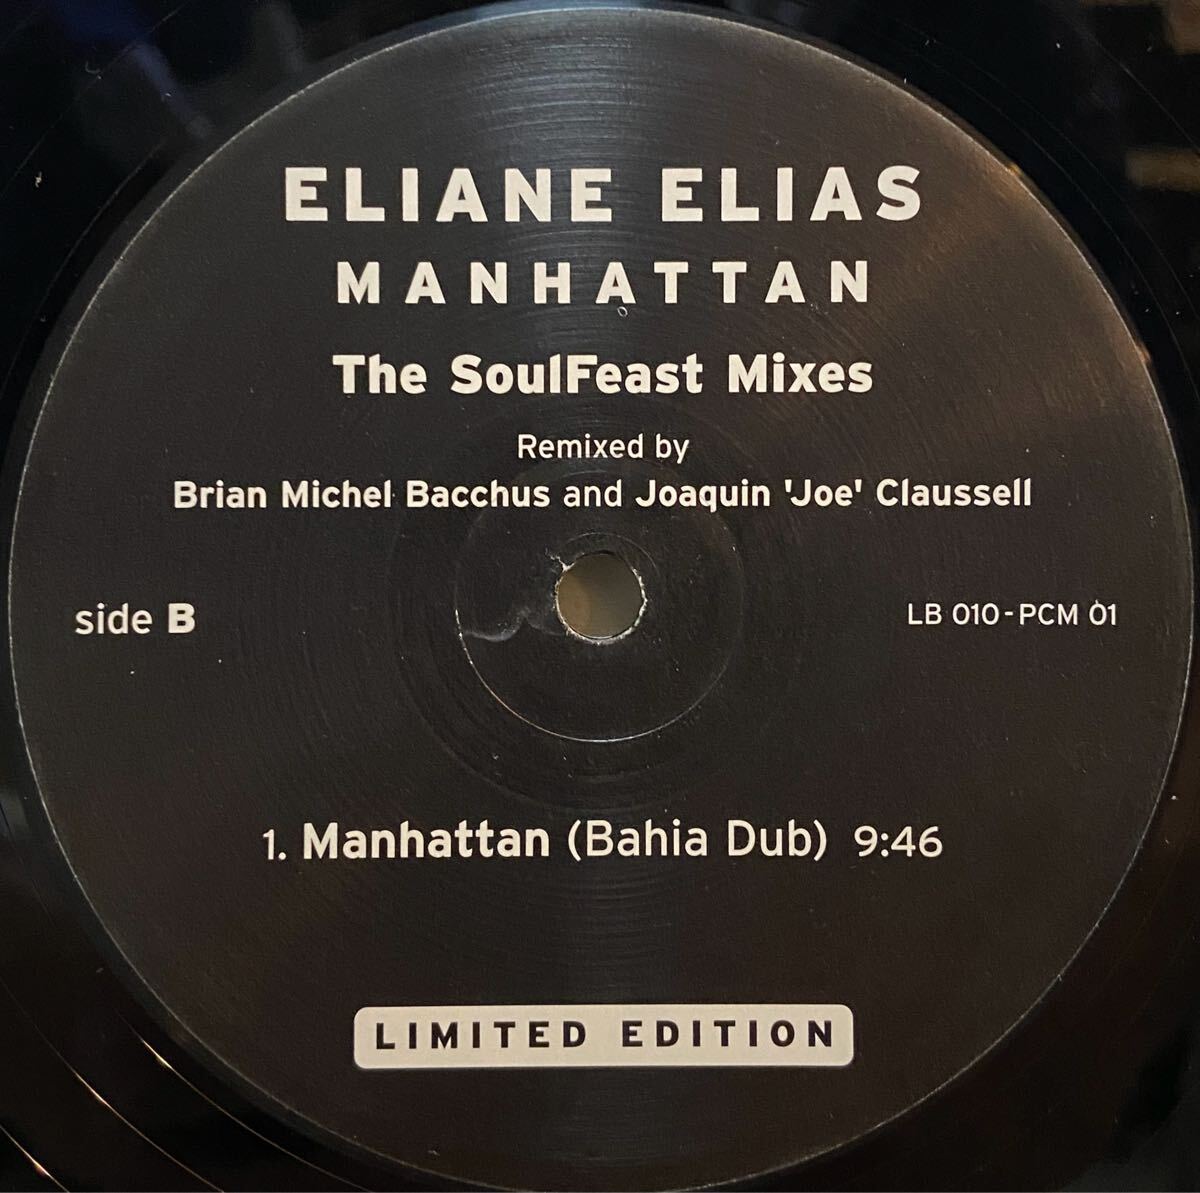 ELIANE ELIAS
MANHATTAN
The SoulFeast Mixes
Remixed by
Brian Michel Bacchus and Joaquin 'Joe' Claussell
side B
LB 010-PCM 01
1. Manhattan (Bahia Dub) 9:46
LIMITED EDITION